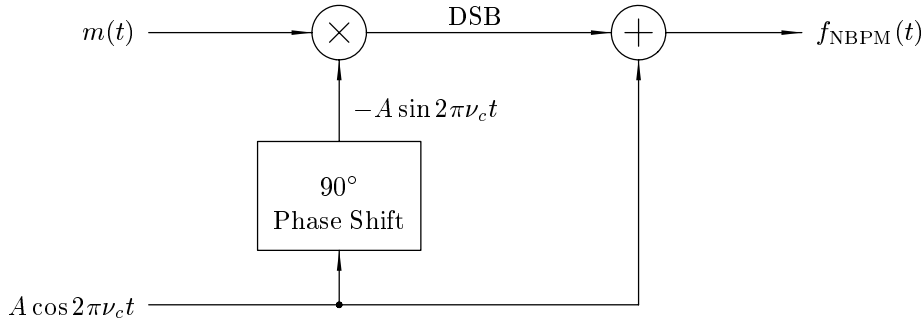 DSB
m(t)
×
+
f_NBPM(t)
−A sin 2πν_c t
90°
Phase Shift
A cos 2πν_c t